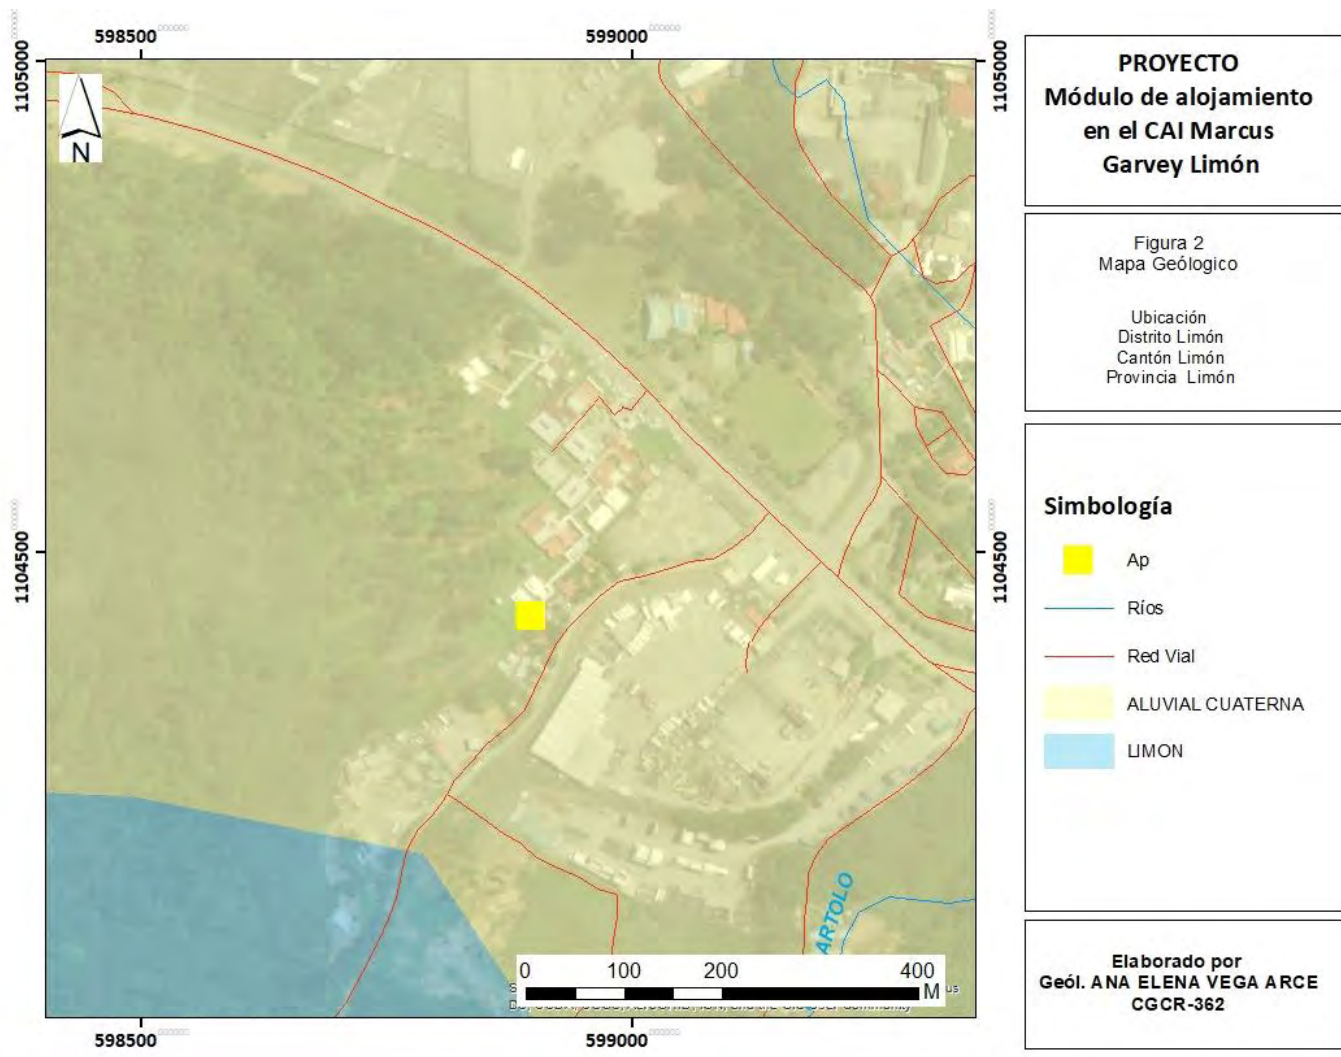 598500
599000
1105000
1105000
N
1104500
1104500
ARTOLO
0 100 200 400
M
598500
599000
PROYECTO
Módulo de alojamiento
en el CAI Marcus
Garvey Limón
Figura 2
Mapa Geólogico
Ubicación
Distrito Limón
Cantón Limón
Provincia Limón
Simbología
Ap
Ríos
Red Vial
ALUVIAL CUATERNA
LIMON
Elaborado por
Geól. ANA ELENA VEGA ARCE
CGCR-362